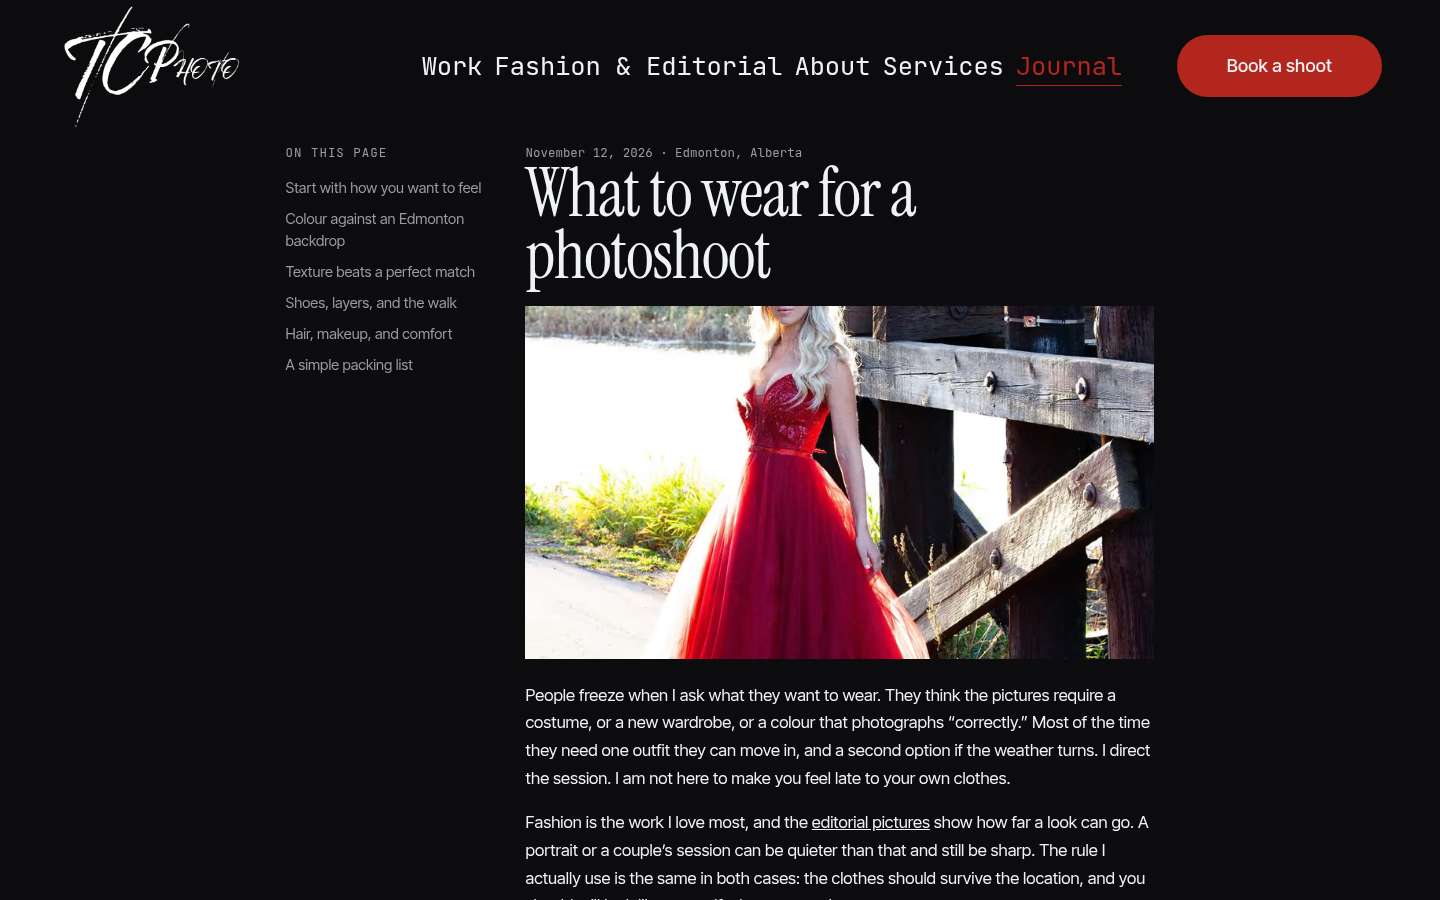 TCPHOTO
Work Fashion & Editorial About Services Journal
Book a shoot
ON THIS PAGE
Start with how you want to feel
Colour against an Edmonton
backdrop
Texture beats a perfect match
Shoes, layers, and the walk
Hair, makeup, and comfort
A simple packing list
November 12, 2026 · Edmonton, Alberta
What to wear for a
photoshoot
People freeze when I ask what they want to wear. They think the pictures require a
costume, or a new wardrobe, or a colour that photographs “correctly.” Most of the time
they need one outfit they can move in, and a second option if the weather turns. I direct
the session. I am not here to make you feel late to your own clothes.
Fashion is the work I love most, and the editorial pictures show how far a look can go. A
portrait or a couple’s session can be quieter than that and still be sharp. The rule I
actually use is the same in both cases: the clothes should survive the location, and you